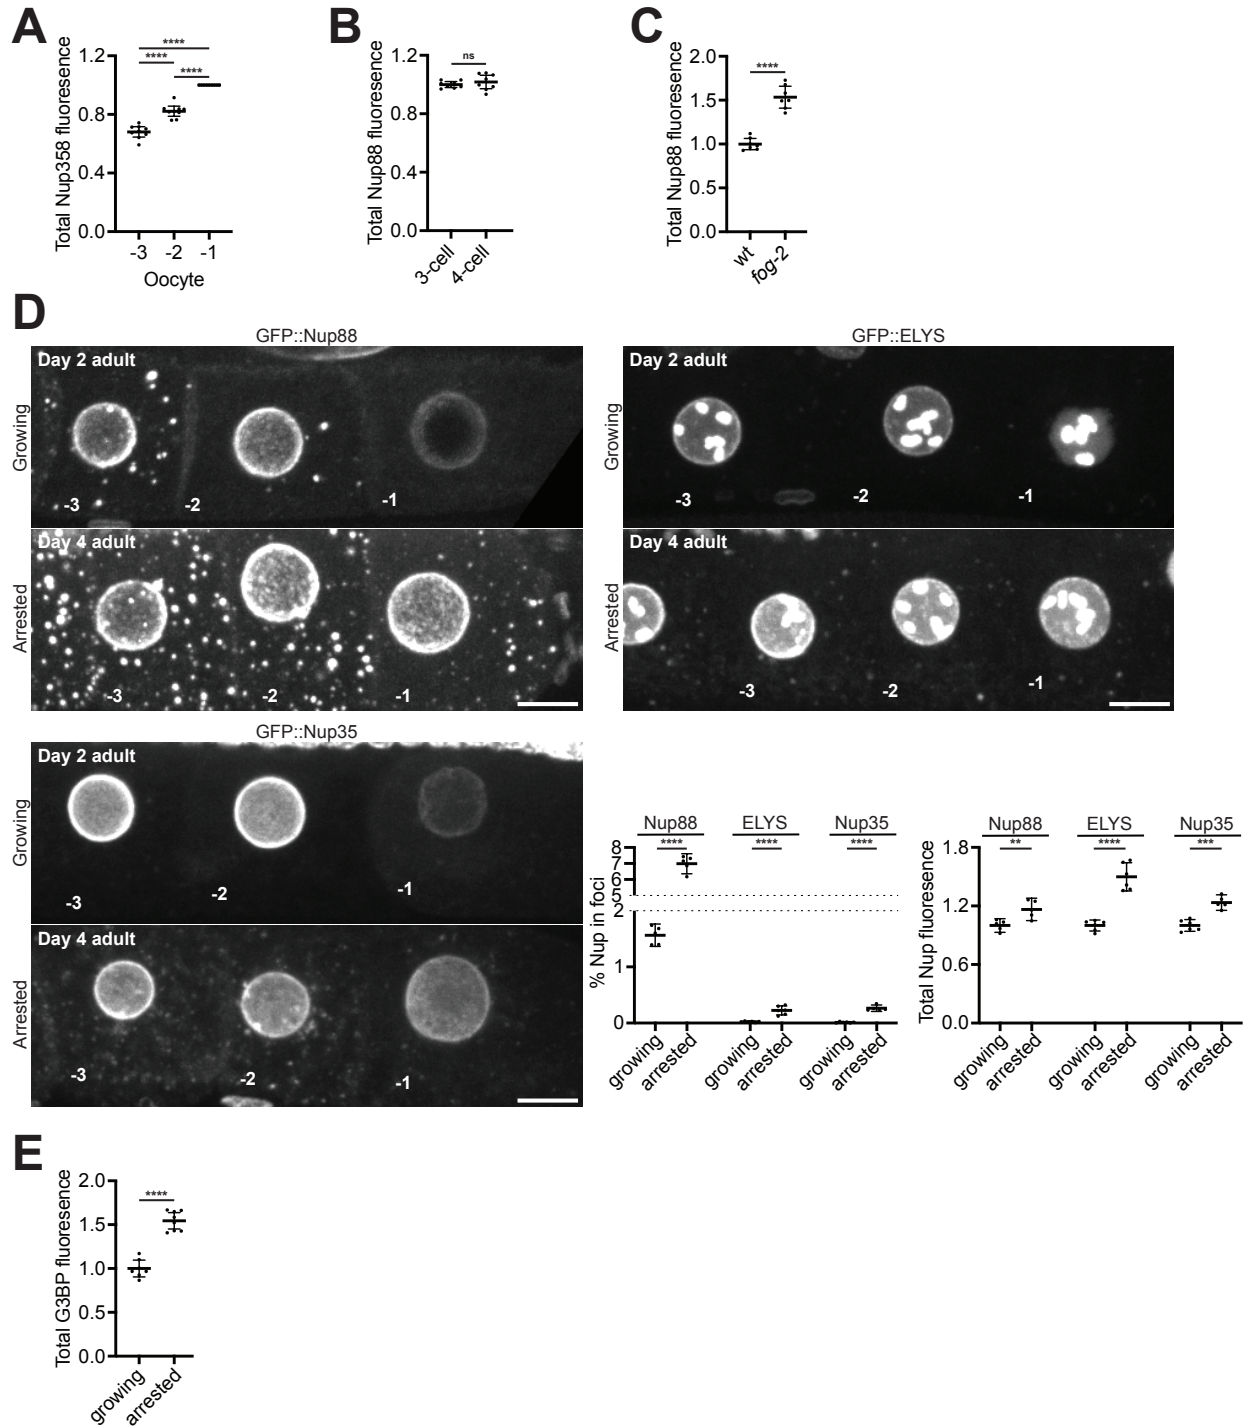 A
Total Nup358 fluoresence
1.2
0.8
0.4
0.0
****
****
****
-3 -2 -1
Oocyte
B
Total Nup88 fluoresence
1.2
0.8
0.4
0.0
ns
3-cell
4-cell
C
Total Nup88 fluoresence
2.0
1.5
1.0
0.5
0.0
****
wt
fog-2
D
GFP::Nup88
Growing
Day 2 adult
-3 -2 -1
Arrested
Day 4 adult
-3 -2 -1
GFP::ELYS
Growing
Day 2 adult
-3 -2 -1
Arrested
Day 4 adult
-3 -2 -1
GFP::Nup35
Growing
Day 2 adult
-3 -2 -1
Arrested
Day 4 adult
-3 -2 -1
Nup88 ELYS Nup35
**** **** ****
% Nup in foci
8
7
6
5
2
1
0
growing
arrested
growing
arrested
growing
arrested
Nup88 ELYS Nup35
** **** ***
Total Nup fluoresence
1.8
1.2
0.6
0.0
growing
arrested
growing
arrested
growing
arrested
E
Total G3BP fluoresence
2.0
1.5
1.0
0.5
0.0
****
growing
arrested